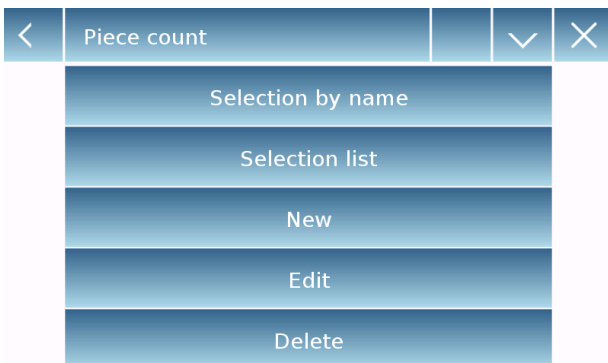 Piece count
Selection by name
Selection list
New
Edit
Delete